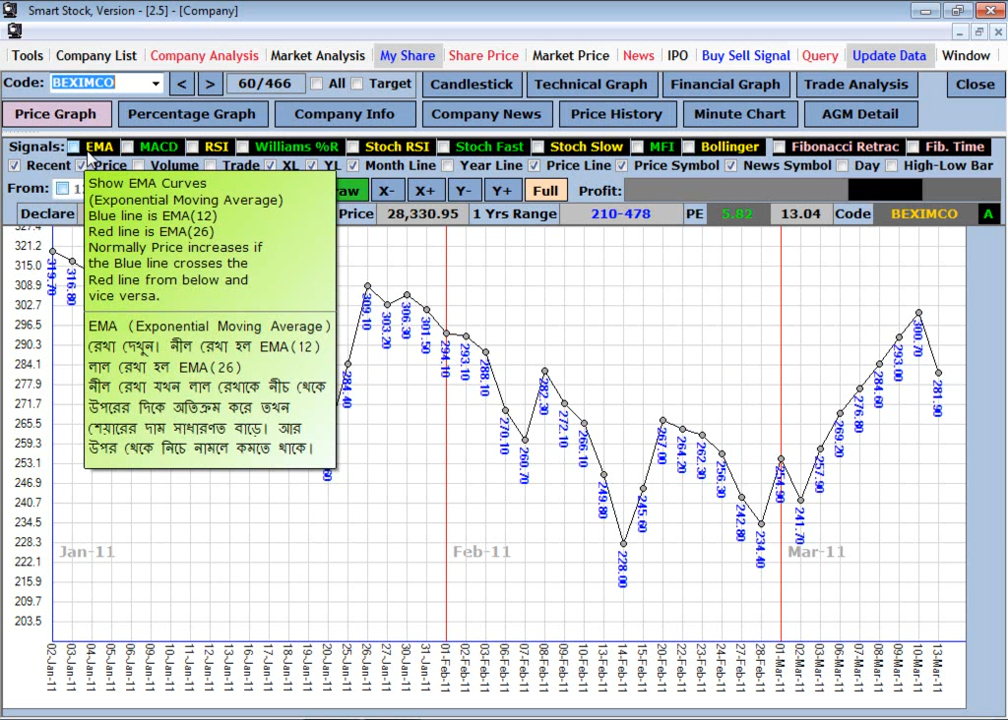 Smart Stock, Version - [2.5] - [Company]
Tools Company List Company Analysis Market Analysis My Share Share Price Market Price News IPO Buy Sell Signal Query Update Data Window
Code: BEXIMCO < > 60/466 All Target Candlestick Technical Graph Financial Graph Trade Analysis Close
Price Graph Percentage Graph Company Info Company News Price History Minute Chart AGM Detail
Signals: EMA MACD RSI Williams %R Stoch RSI Stoch Fast Stoch Slow MFI Bollinger Fibonacci Retrac Fib. Time
Recent Price Volume Trade XL YL Month Line Year Line Price Line Price Symbol News Symbol Day High-Low Bar
From: X- X+ Y- Y+ Full Profit:
Declare Price 28,330.95 1 Yrs Range 210-478 PE 5.82 13.04 Code BEXIMCO A
Show EMA Curves
(Exponential Moving Average)
Blue line is EMA(12)
Red line is EMA(26)
Normally Price increases if
the Blue line crosses the
Red line from below and
vice versa.
EMA (Exponential Moving Average)
রেখা দেখুন। নীল রেখা হল EMA(12)
লাল রেখা হল EMA(26)
নীল রেখা যখন লাল রেখাকে নীচ থেকে
উপরের দিকে অতিক্রম করে তখন
শেয়ারের দাম সাধারণত বাড়ে। আর
উপর থেকে নিচে নামলে কমতে থাকে।
327.4
321.2
315.0
308.9
302.7
296.5
290.3
284.1
277.9
271.7
265.5
259.3
253.1
246.9
240.7
234.5
228.3
222.1
215.9
209.7
203.5
319.70
316.80
284.40
309.10
303.20
306.30
301.50
294.10
293.10
288.10
270.10
260.70
282.30
272.10
266.10
249.80
228.00
245.60
267.00
264.20
262.30
256.30
242.80
234.40
254.90
241.70
257.90
269.20
276.80
284.60
293.00
300.70
281.90
Jan-11 Feb-11 Mar-11
02-Jan-11
03-Jan-11
04-Jan-11
05-Jan-11
06-Jan-11
09-Jan-11
10-Jan-11
11-Jan-11
12-Jan-11
13-Jan-11
16-Jan-11
17-Jan-11
18-Jan-11
19-Jan-11
20-Jan-11
25-Jan-11
26-Jan-11
27-Jan-11
30-Jan-11
31-Jan-11
01-Feb-11
02-Feb-11
03-Feb-11
06-Feb-11
07-Feb-11
08-Feb-11
09-Feb-11
10-Feb-11
13-Feb-11
14-Feb-11
15-Feb-11
20-Feb-11
22-Feb-11
23-Feb-11
24-Feb-11
27-Feb-11
28-Feb-11
01-Mar-11
02-Mar-11
03-Mar-11
06-Mar-11
07-Mar-11
08-Mar-11
09-Mar-11
10-Mar-11
13-Mar-11